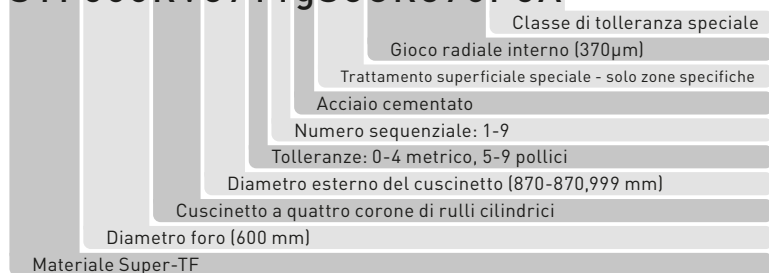 Classe di tolleranza speciale
Gioco radiale interno (370µm)
Trattamento superficiale speciale - solo zone specifiche
Acciaio cementato
Numero sequenziale: 1-9
Tolleranze: 0-4 metrico, 5-9 pollici
Diametro esterno del cuscinetto (870-870,999 mm)
Cuscinetto a quattro corone di rulli cilindrici
Diametro foro (600 mm)
Materiale Super-TF